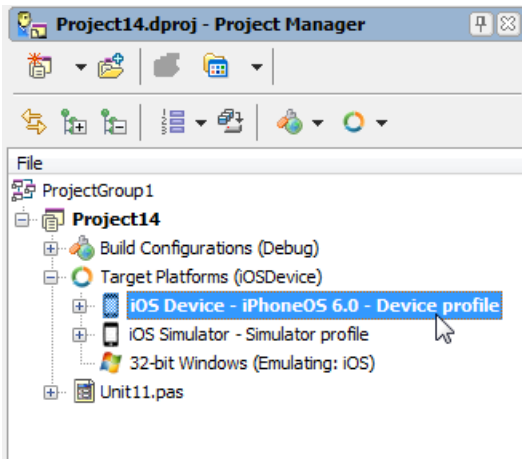 Project14.dproj - Project Manager
File
ProjectGroup1
Project14
Build Configurations (Debug)
Target Platforms (iOSDevice)
iOS Device - iPhoneOS 6.0 - Device profile
iOS Simulator - Simulator profile
32-bit Windows (Emulating: iOS)
Unit11.pas